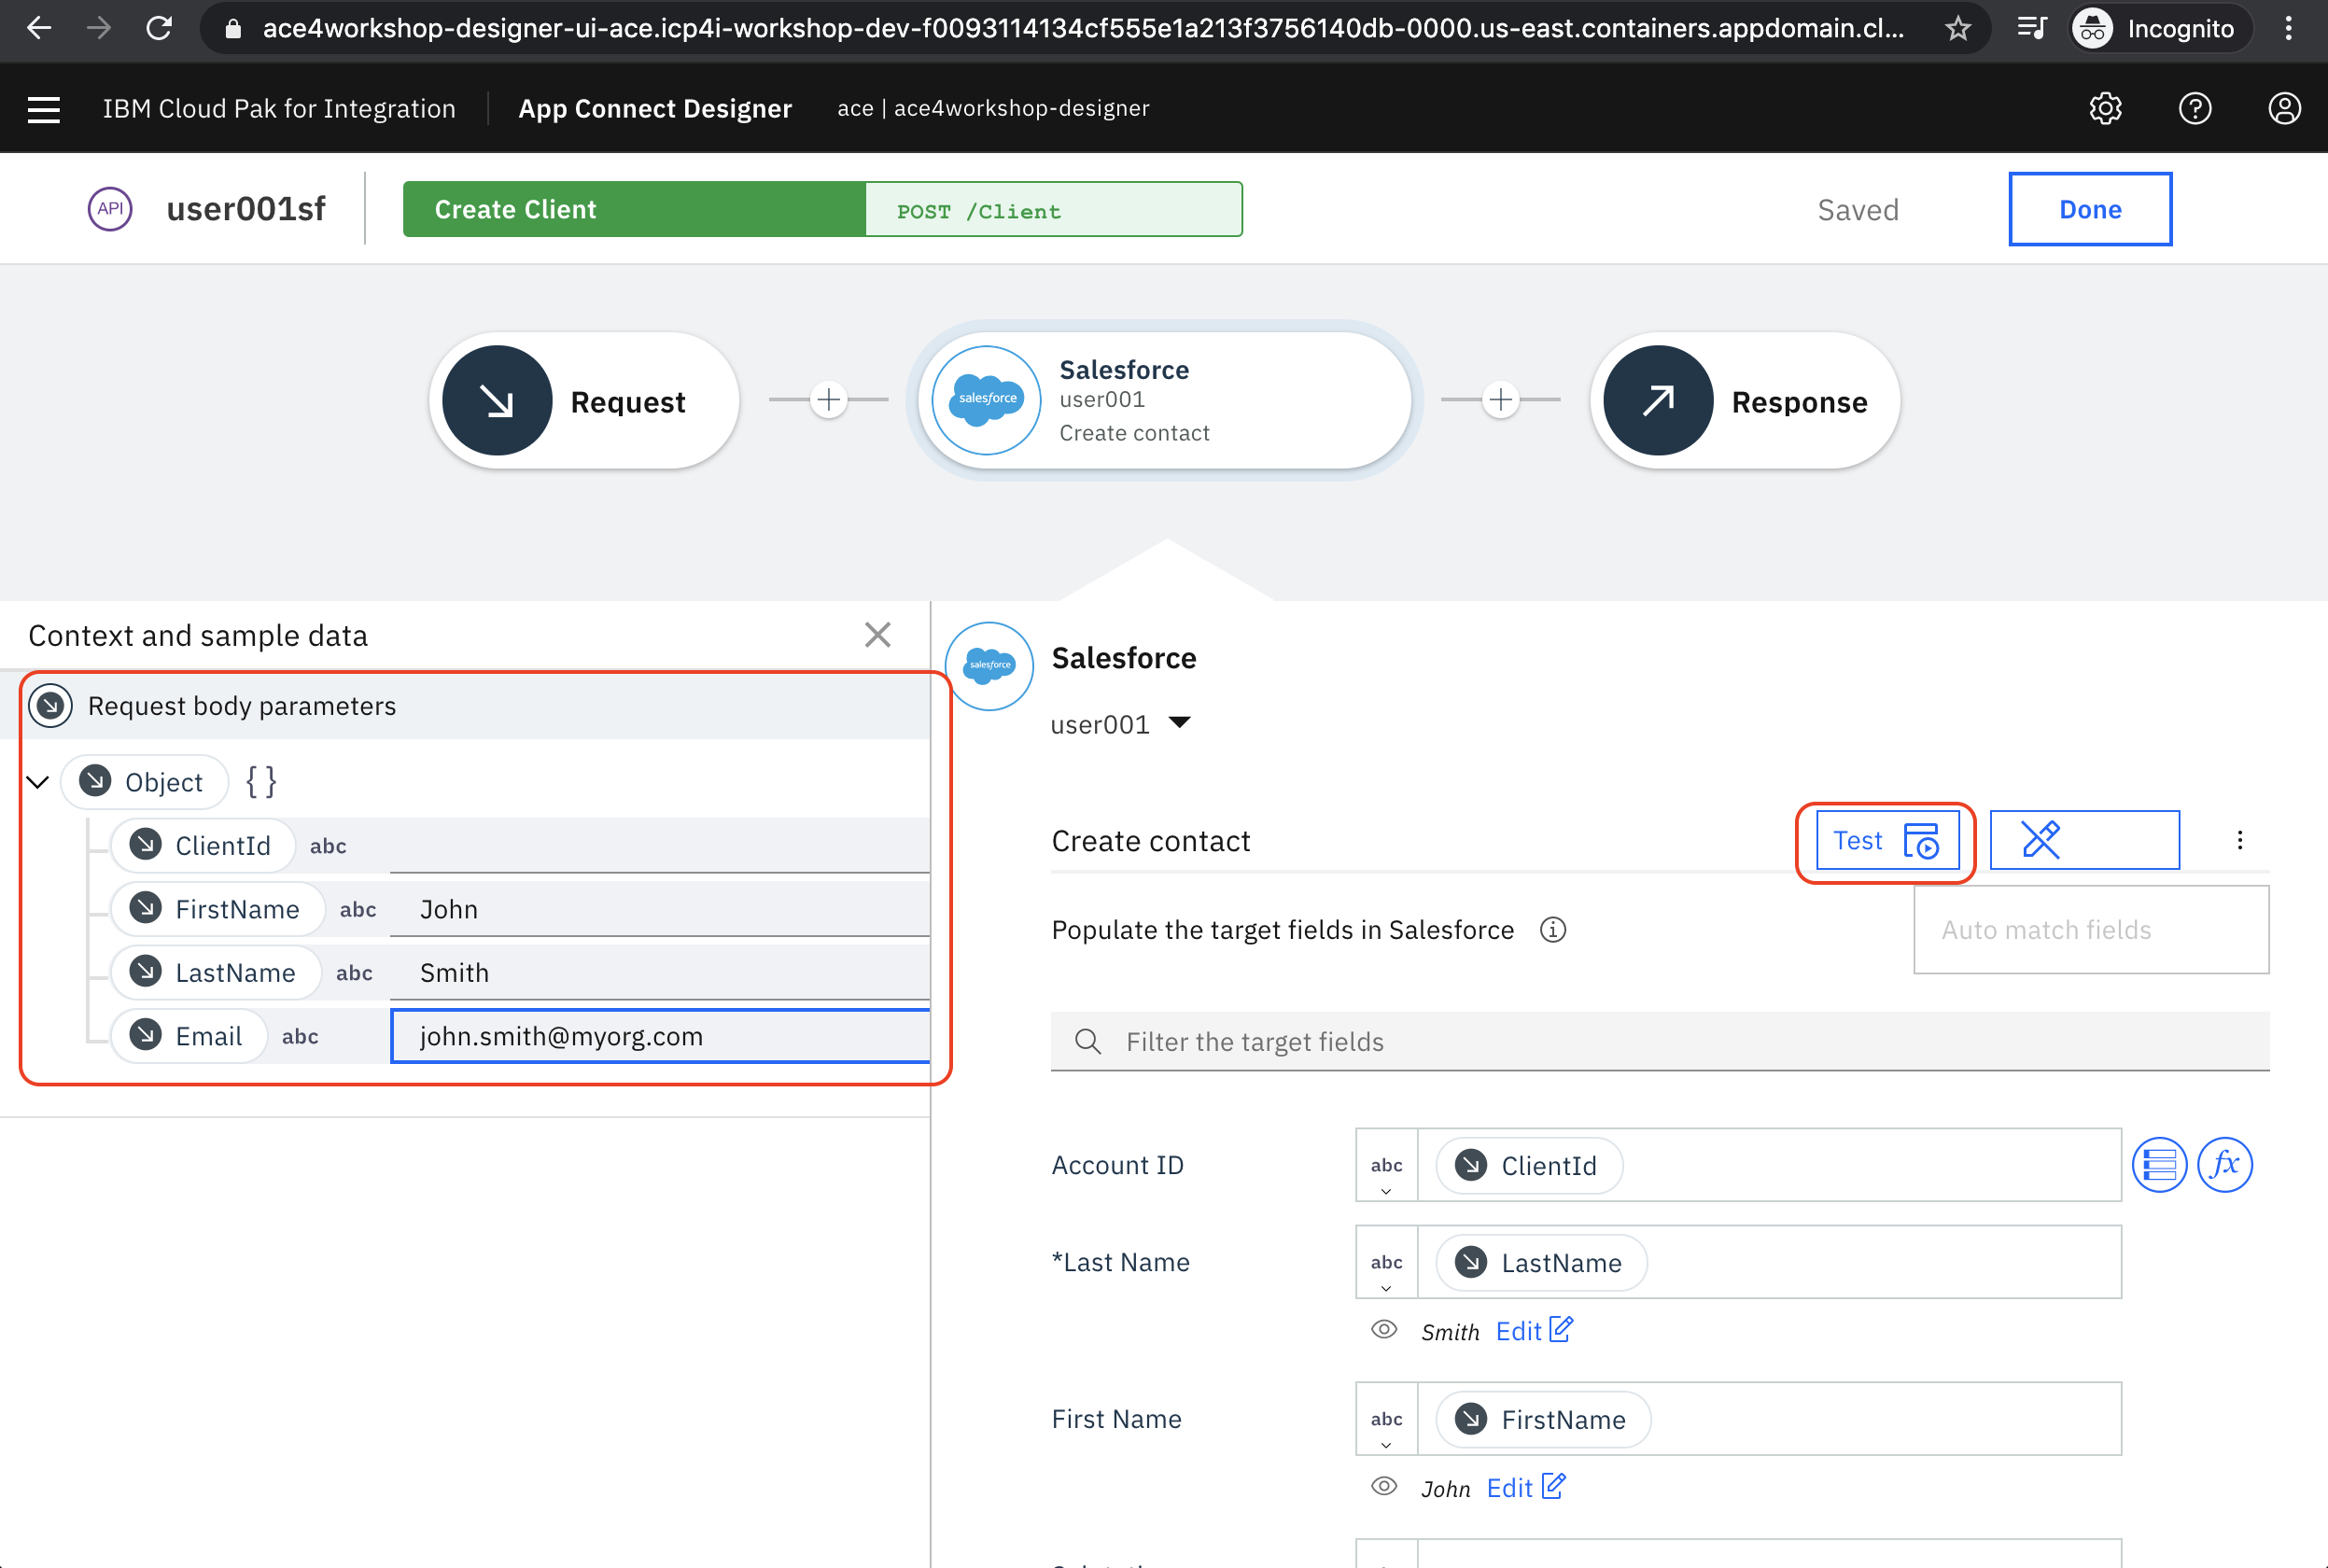 ace4workshop-designer-ui-ace.icp4i-workshop-dev-f0093114134cf555e1a213f3756140db-0000.us-east.containers.appdomain.cl... Incognito
IBM Cloud Pak for Integration App Connect Designer ace | ace4workshop-designer
API user001sf Create Client POST /Client Saved Done
Request
salesforce
Salesforce
user001
Create contact
Response
Context and sample data
Request body parameters
Object { }
ClientId abc
FirstName abc John
LastName abc Smith
Email abc john.smith@myorg.com
salesforce
Salesforce
user001
Create contact Test
Populate the target fields in Salesforce Auto match fields
Filter the target fields
Account ID abc ClientId fx
*Last Name abc LastName
Smith Edit
First Name abc FirstName
John Edit